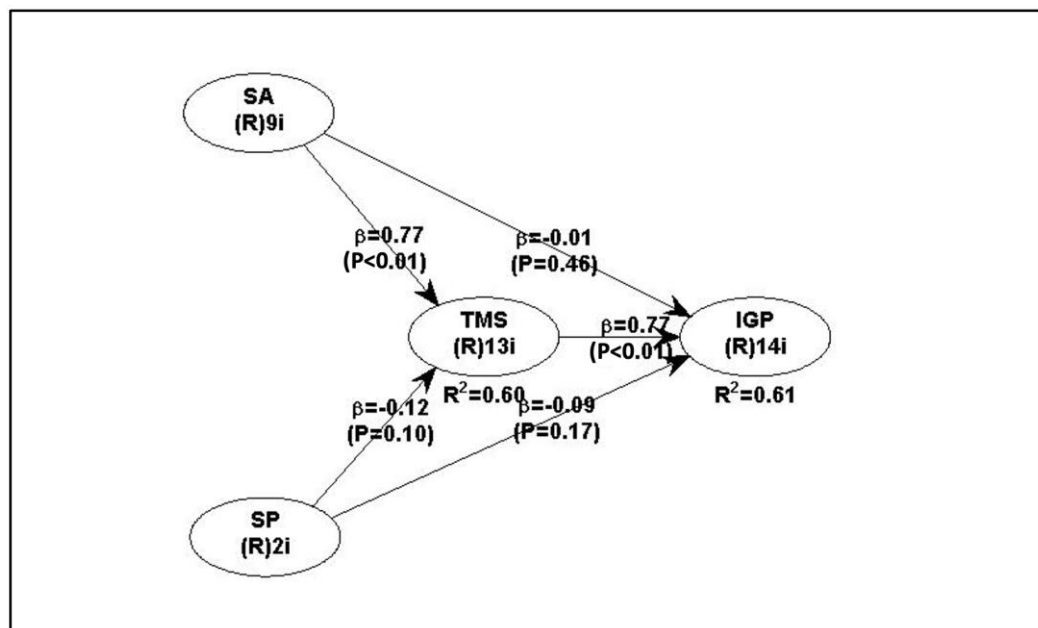 SA
(R)9i
β=0.77
(P<0.01)
β=-0.01
(P=0.46)
TMS
(R)13i
R²=0.60
β=0.77
(P<0.01)
IGP
(R)14i
R²=0.61
β=-0.12
(P=0.10)
β=-0.09
(P=0.17)
SP
(R)2i